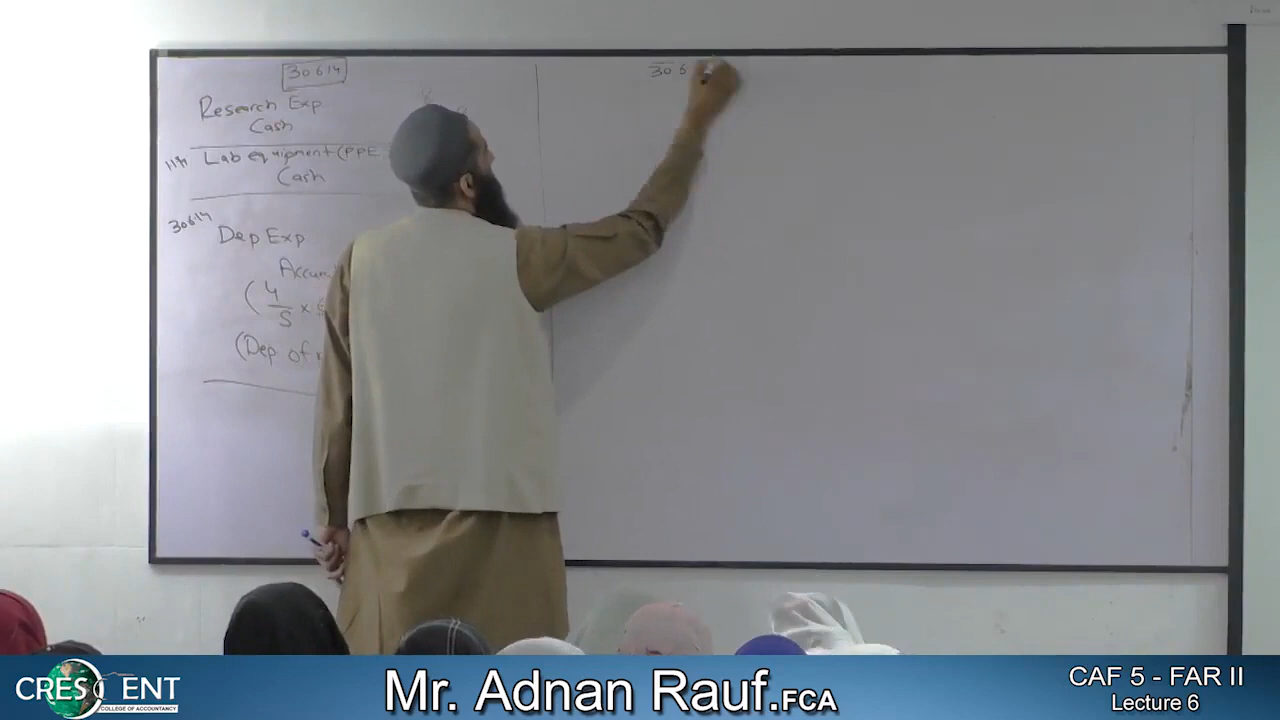 30614
Research Exp
Cash
Lab equipment (PPE
Cash
30614
Dep Exp
Accum
4
5
(Dep of
30 6
CRESCENT
COLLEGE OF ACCOUNTANCY
Mr. Adnan Rauf.FCA
CAF 5 - FAR II
Lecture 6